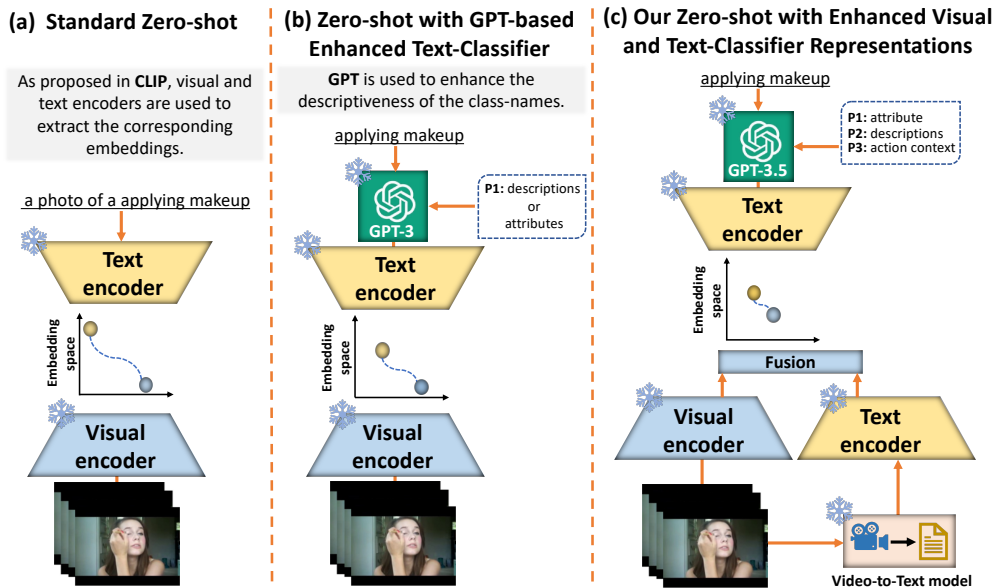 (a) Standard Zero-shot
As proposed in CLIP, visual and
text encoders are used to
extract the corresponding
embeddings.
a photo of a applying makeup
Text
encoder
Embedding
space
Visual
encoder
(b) Zero-shot with GPT-based
Enhanced Text-Classifier
GPT is used to enhance the
descriptiveness of the class-names.
applying makeup
GPT-3
P1: descriptions
or
attributes
Text
encoder
Embedding
space
Visual
encoder
(c) Our Zero-shot with Enhanced Visual
and Text-Classifier Representations
applying makeup
GPT-3.5
P1: attribute
P2: descriptions
P3: action context
Text
encoder
Embedding
space
Fusion
Visual
encoder
Text
encoder
Video-to-Text model